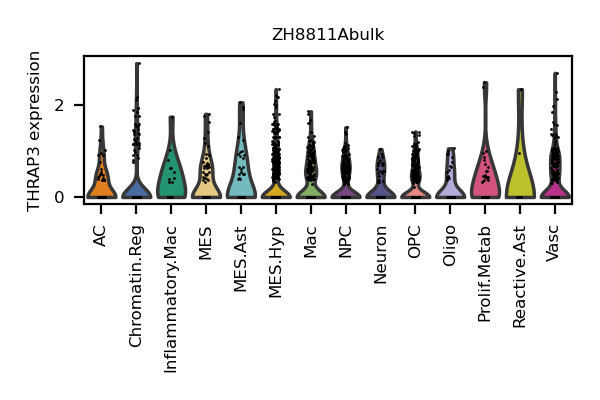 ZH8811Abulk
THRAP3 expression
2
0
AC
Chromatin.Reg
Inflammatory.Mac
MES
MES.Ast
MES.Hyp
Mac
NPC
Neuron
OPC
Oligo
Prolif.Metab
Reactive.Ast
Vasc